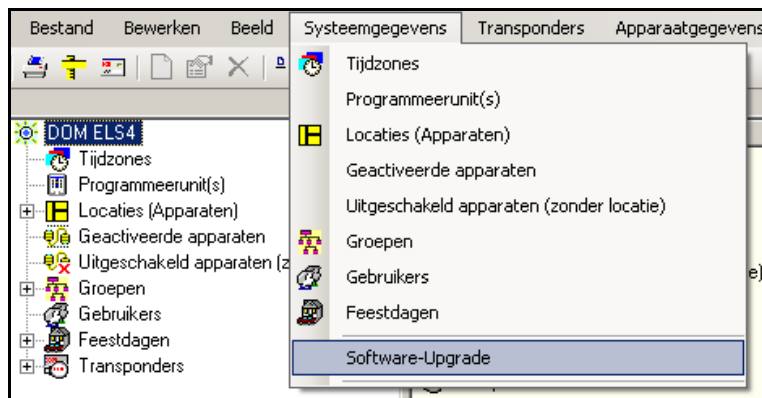 Bestand Bewerken Beeld Systeemgegevens Transponders Apparaatgegevens
Tijdzones
Programmeerunit(s)
Locaties (Apparaten)
Geactiveerde apparaten
Uitgeschakeld apparaten (zonder locatie)
Groepen
Gebruikers
Feestdagen
Software-Upgrade
DOM ELS4
Tijdzones
Programmeerunit(s)
Locaties (Apparaten)
Geactiveerde apparaten
Uitgeschakeld apparaten (z
Groepen
Gebruikers
Feestdagen
Transponders
e)